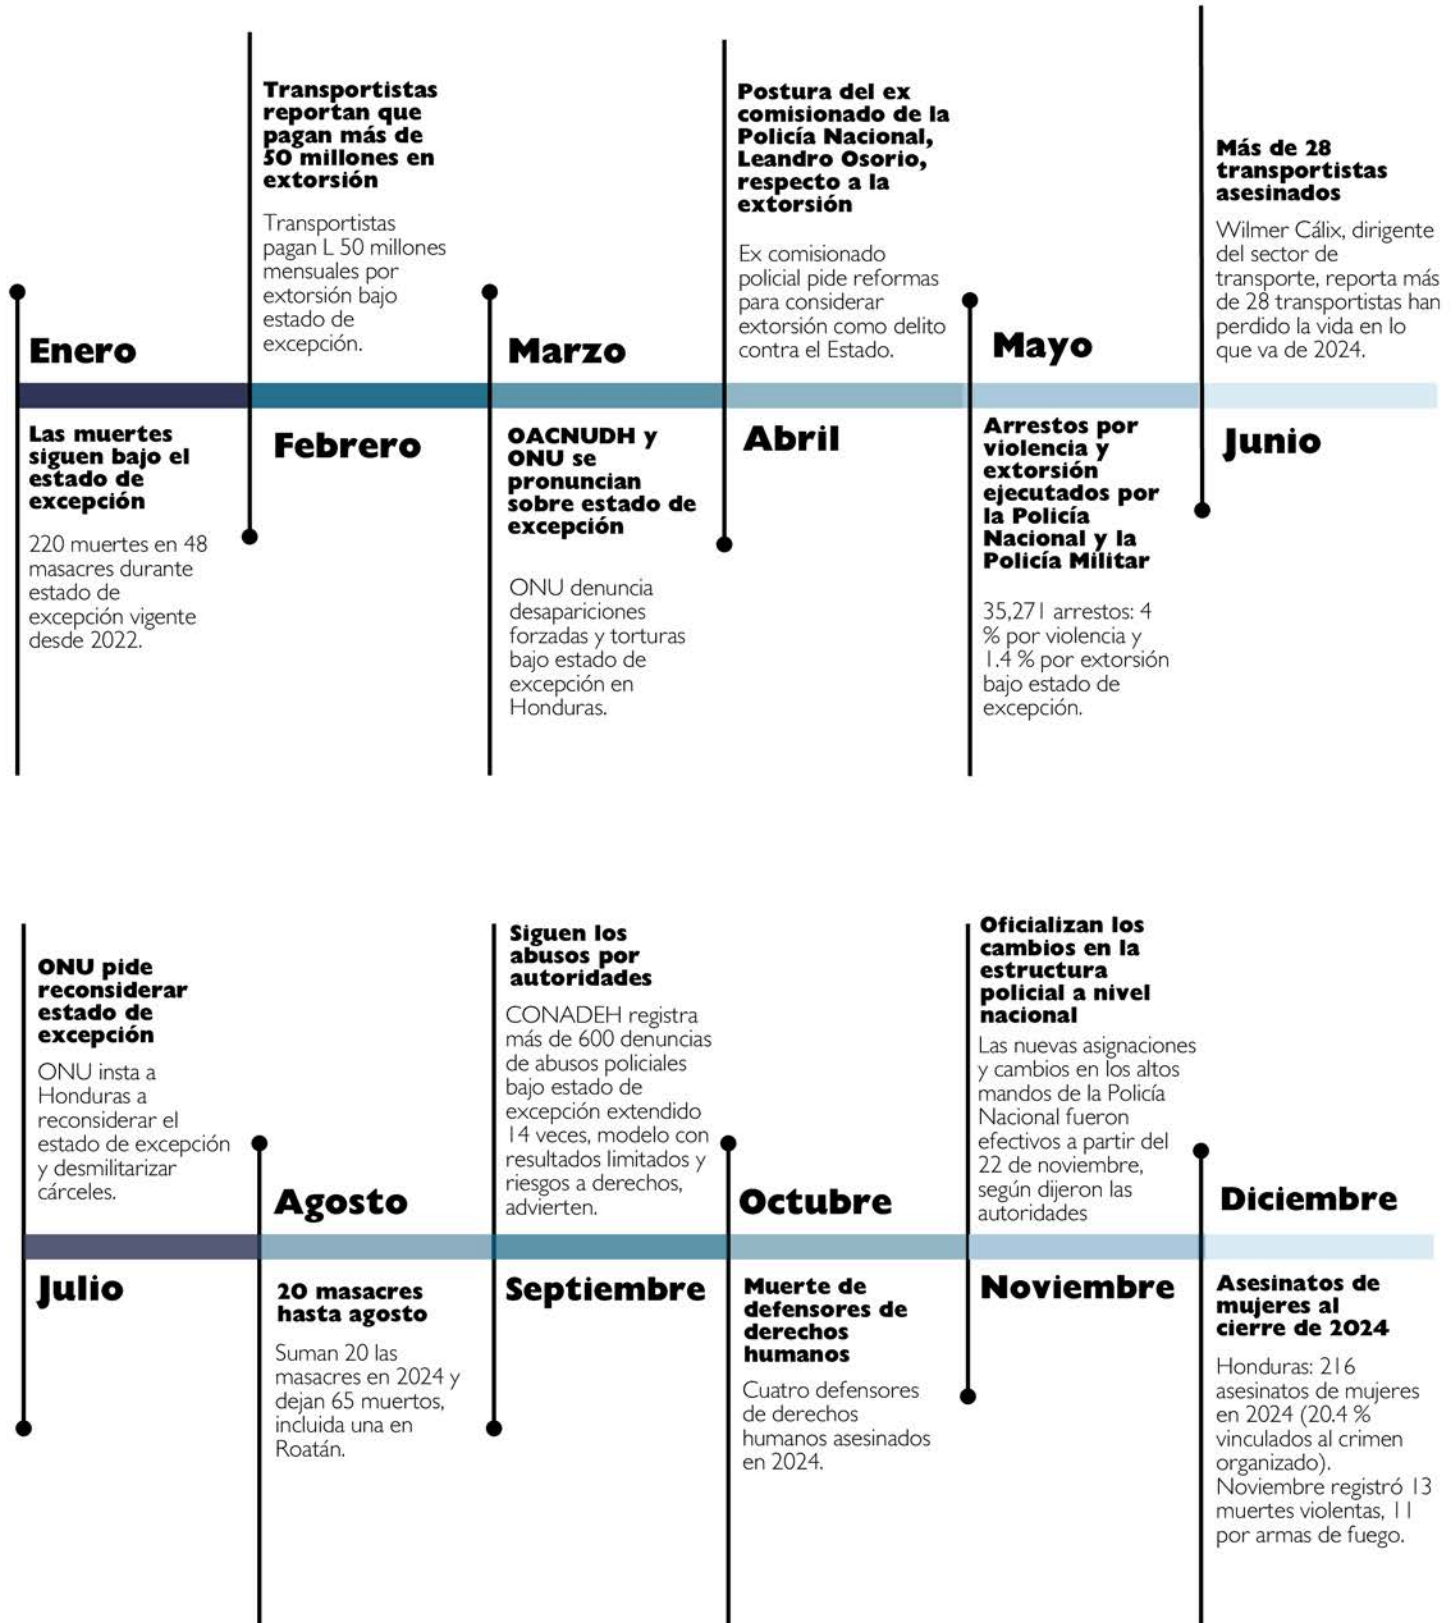 Enero
Las muertes
siguen bajo el
estado de
excepción
220 muertes en 48
masacres durante
estado de
excepción vigente
desde 2022.
Transportistas
reportan que
pagan más de
50 millones en
extorsión
Transportistas
pagan L 50 millones
mensuales por
extorsión bajo
estado de
excepción.
Febrero
Marzo
OACNUDH y
ONU se
pronuncian
sobre estado de
excepción
ONU denuncia
desapariciones
forzadas y torturas
bajo estado de
excepción en
Honduras.
Postura del ex
comisionado de la
Policía Nacional,
Leandro Osorio,
respecto a la
extorsión
Ex comisionado
policial pide reformas
para considerar
extorsión como delito
contra el Estado.
Abril
Mayo
Arrestos por
violencia y
extorsión
ejecutados por
la Policía
Nacional y la
Policía Militar
35,271 arrestos: 4
% por violencia y
1.4 % por extorsión
bajo estado de
excepción.
Más de 28
transportistas
asesinados
Wilmer Cálix, dirigente
del sector de
transporte, reporta más
de 28 transportistas han
perdido la vida en lo
que va de 2024.
Junio
ONU pide
reconsiderar
estado de
excepción
ONU insta a
Honduras a
reconsiderar el
estado de excepción
y desmilitarizar
cárceles.
Julio
Agosto
20 masacres
hasta agosto
Suman 20 las
masacres en 2024 y
dejan 65 muertos,
incluida una en
Roatán.
Siguen los
abusos por
autoridades
CONADEH registra
más de 600 denuncias
de abusos policiales
bajo estado de
excepción extendido
14 veces, modelo con
resultados limitados y
riesgos a derechos,
advierten.
Septiembre
Octubre
Muerte de
defensores de
derechos
humanos
Cuatro defensores
de derechos
humanos asesinados
en 2024.
Oficializan los
cambios en la
estructura
policial a nivel
nacional
Las nuevas asignaciones
y cambios en los altos
mandos de la Policía
Nacional fueron
efectivos a partir del
22 de noviembre,
según dijeron las
autoridades
Noviembre
Diciembre
Asesinatos de
mujeres al
cierre de 2024
Honduras: 216
asesinatos de mujeres
en 2024 (20.4 %
vinculados al crimen
organizado).
Noviembre registró 13
muertes violentas, 11
por armas de fuego.